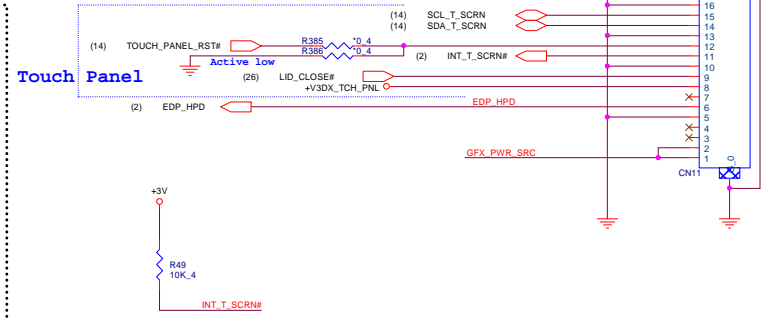 16
(14) SCL_T_SCRN 15
(14) SDA_T_SCRN 14
13
(14) TOUCH_PANEL_RST# R385 *0_4 12
R386 *0_4 (2) INT_T_SCRN# 11
Active low 10
Touch Panel (26) LID_CLOSE# 9
+V3DX_TCH_PNL 8
7
(2) EDP_HPD EDP_HPD 6
5
4
3
2
GFX_PWR_SRC 1
CN11
+3V
R49
10K_4
INT_T_SCRN#